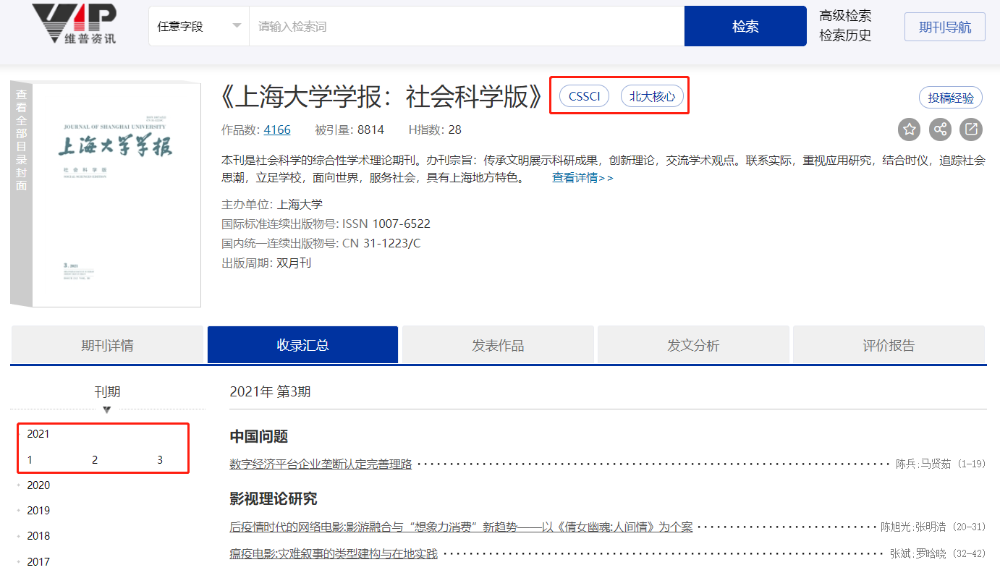 VIP
维普资讯
任意字段
请输入检索词
检索
高级检索
检索历史
期刊导航
查看全部目录封面
JOURNAL OF SHANGHAI UNIVERSITY
上海大学学报
社会科学版
SOCIAL SCIENCES EDITION
3. 2021
《上海大学学报：社会科学版》
CSSCI
北大核心
投稿经验
作品数: 4166 被引量: 8814 H指数: 28
本刊是社会科学的综合性学术理论期刊。办刊宗旨：传承文明展示科研成果，创新理论，交流学术观点。联系实际，重视应用研究，结合时仪，追踪社会
思潮，立足学校，面向世界，服务社会，具有上海地方特色。 查看详情>>
主办单位: 上海大学
国际标准连续出版物号: ISSN 1007-6522
国内统一连续出版物号: CN 31-1223/C
出版周期: 双月刊
期刊详情
收录汇总
发表作品
发文分析
评价报告
刊期
2021
1 2 3
2020
2019
2018
2017
2021年 第3期
中国问题
数字经济平台企业垄断认定完善理路 陈兵;马贤茹 (1-19)
影视理论研究
后疫情时代的网络电影:影游融合与“想象力消费”新趋势——以《倩女幽魂:人间情》为个案 陈旭光;张明浩 (20-31)
瘟疫电影:灾难叙事的类型建构与在地实践 张斌;罗晗晓 (32-42)